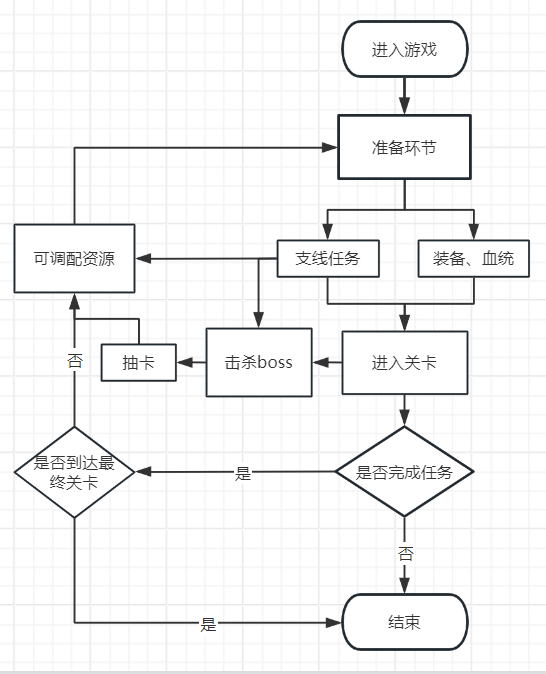 进入游戏
准备环节
可调配资源
支线任务
装备、血统
否
抽卡
击杀boss
进入关卡
是否到达最
终关卡
是
是否完成任务
否
是
结束